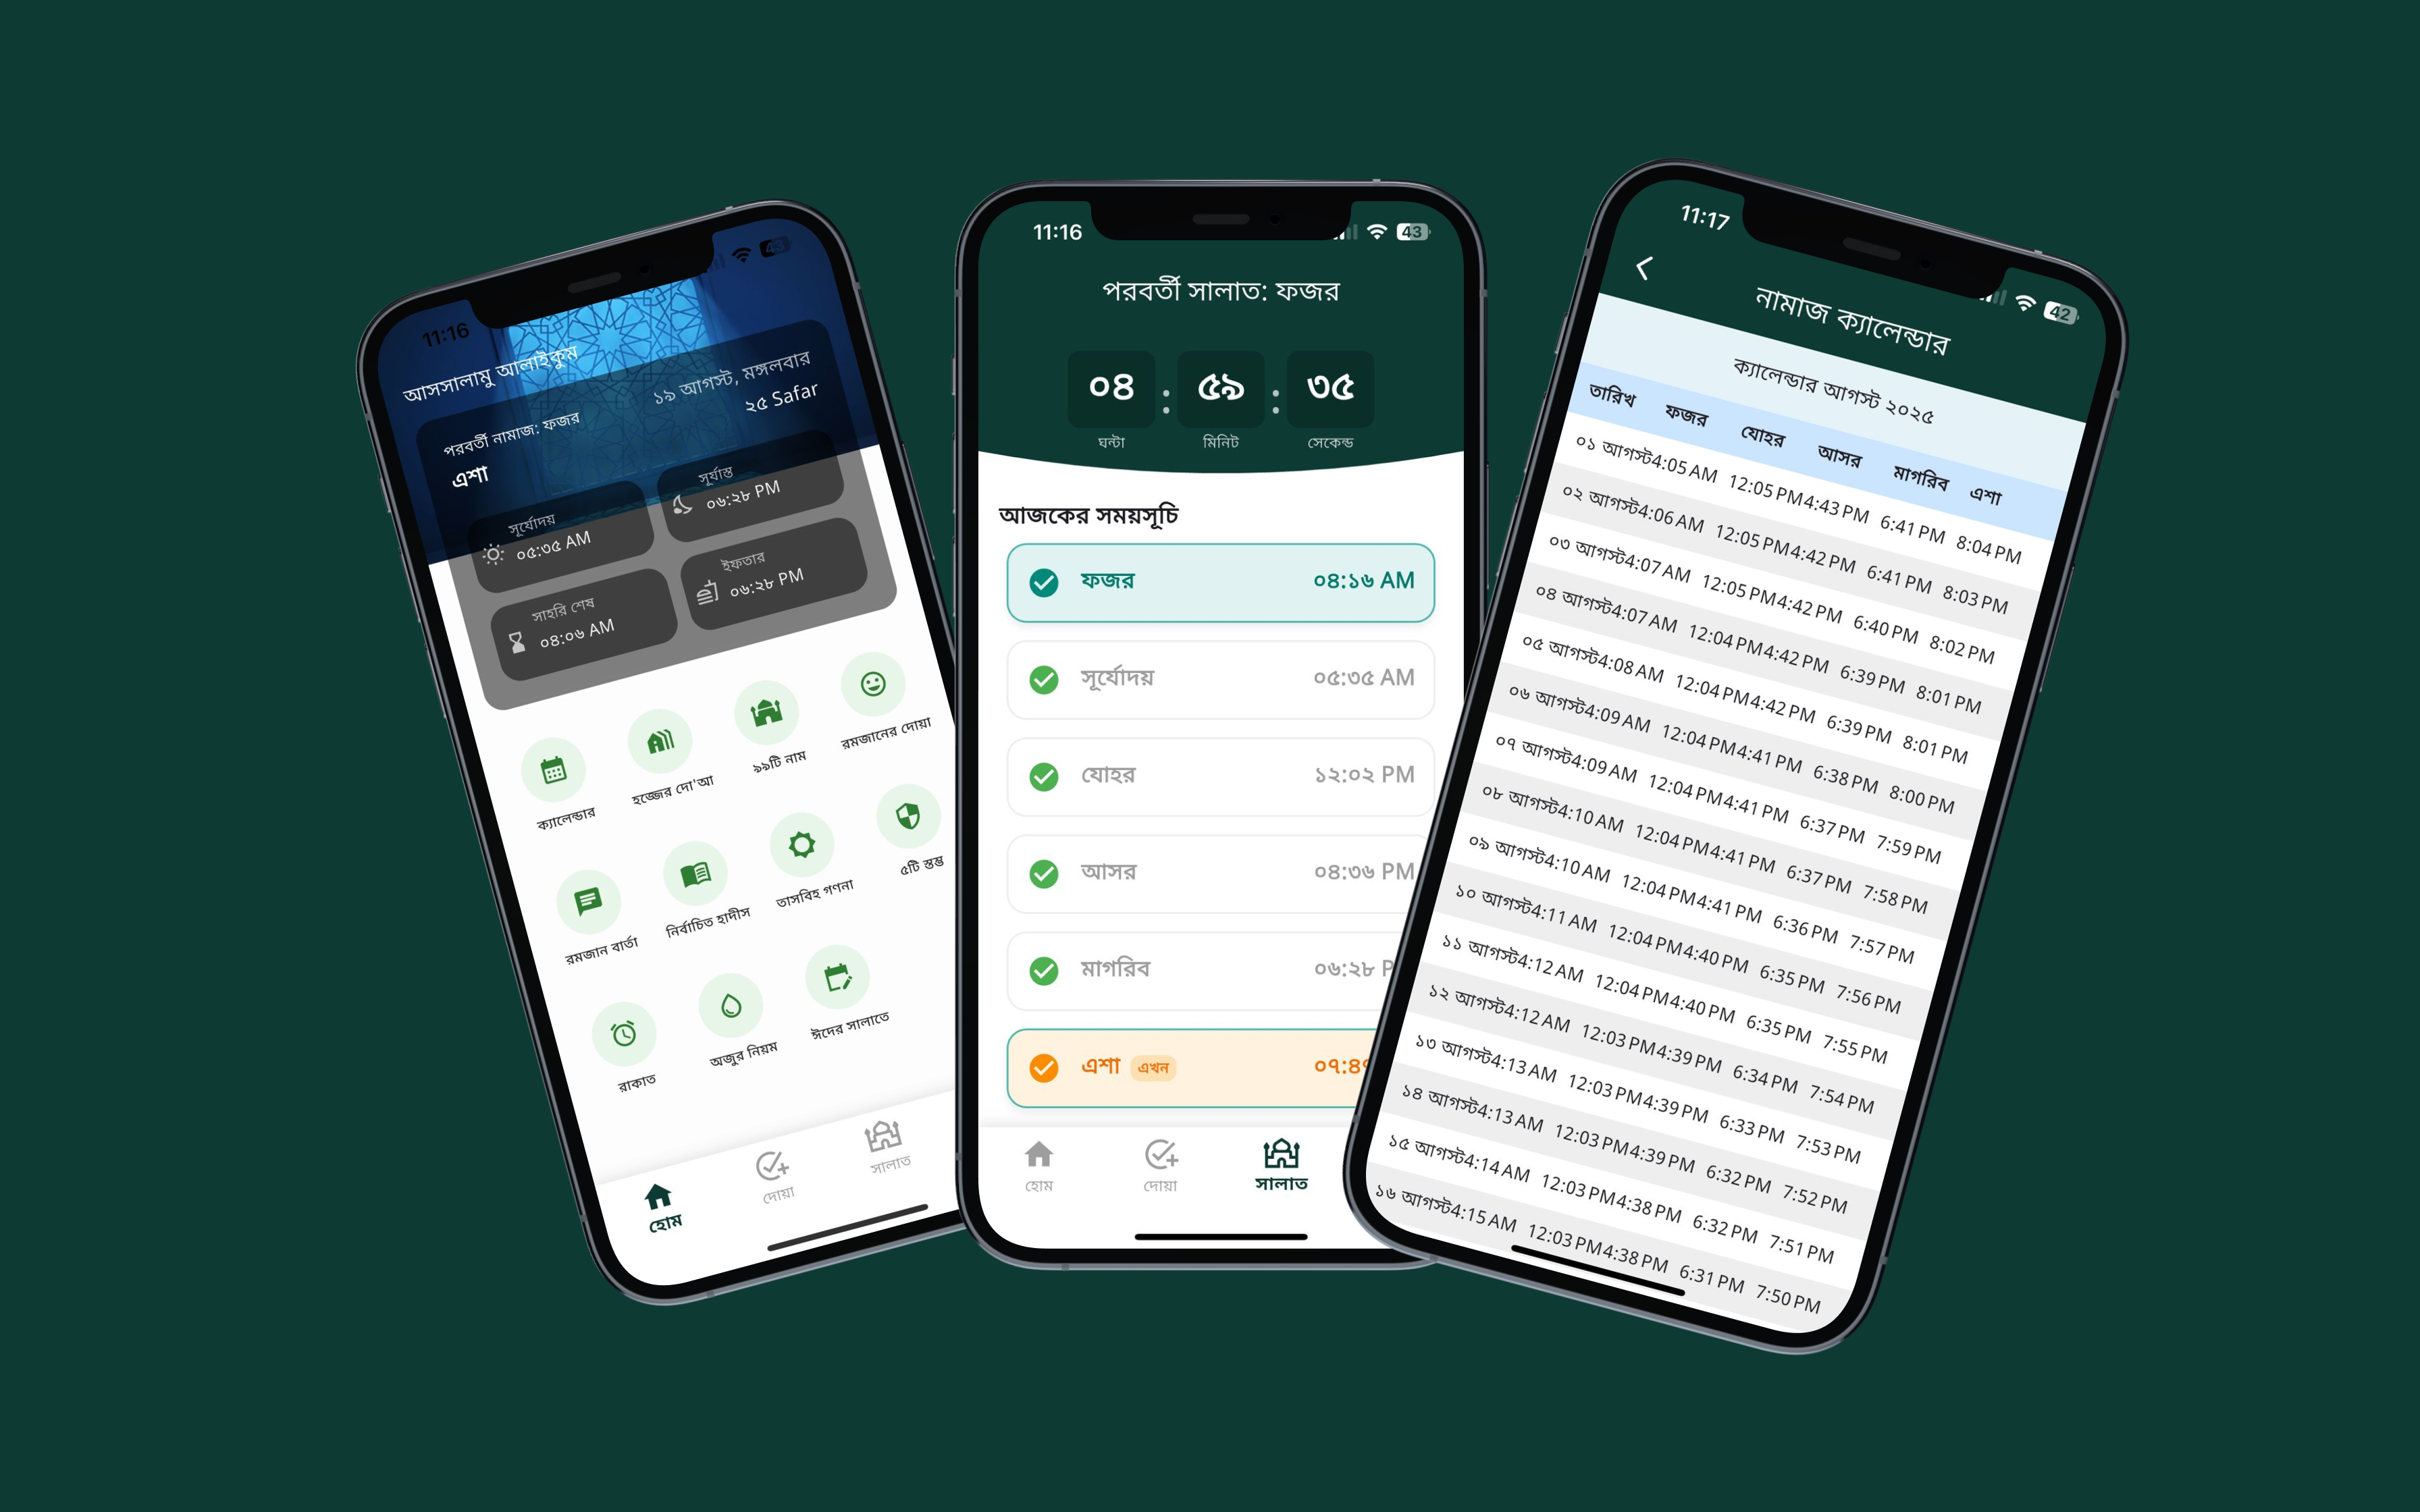 11:16
43
আসসালামু আলাইকুম
১৯ আগস্ট, মঙ্গলবার
২৫ Safar
পরবর্তী নামাজ: ফজর
এশা
সূর্যোদয়
০৫:৩৫ AM
সূর্যাস্ত
০৬:২৮ PM
সাহরি শেষ
০৪:০৬ AM
ইফতার
০৬:২৮ PM
ক্যালেন্ডার
হজ্জের দো'আ
৯৯টি নাম
রমজানের দোয়া
রমজান বার্তা
নির্বাচিত হাদীস
তাসবিহ গণনা
৫টি স্তম্ভ
রাকাত
অজুর নিয়ম
ঈদের সালাতে
হোম
দোয়া
সালাত
11:16
43
পরবর্তী সালাত: ফজর
০৪ : ৫৯ : ৩৫
ঘন্টা মিনিট সেকেন্ড
আজকের সময়সূচি
ফজর ০৪:১৬ AM
সূর্যোদয় ০৫:৩৫ AM
যোহর ১২:০২ PM
আসর ০৪:৩৬ PM
মাগরিব ০৬:২৮ P
এশা এখন ০৭:৪
হোম
দোয়া
সালাত
11:17
42
নামাজ ক্যালেন্ডার
ক্যালেন্ডার আগস্ট ২০২৫
তারিখ ফজর যোহর আসর মাগরিব এশা
০১ আগস্ট 4:05 AM 12:05 PM 4:43 PM 6:41 PM 8:04 PM
০২ আগস্ট 4:06 AM 12:05 PM 4:42 PM 6:41 PM 8:03 PM
০৩ আগস্ট 4:07 AM 12:05 PM 4:42 PM 6:40 PM 8:02 PM
০৪ আগস্ট 4:07 AM 12:04 PM 4:42 PM 6:39 PM 8:01 PM
০৫ আগস্ট 4:08 AM 12:04 PM 4:42 PM 6:39 PM 8:01 PM
০৬ আগস্ট 4:09 AM 12:04 PM 4:41 PM 6:38 PM 8:00 PM
০৭ আগস্ট 4:09 AM 12:04 PM 4:41 PM 6:37 PM 7:59 PM
০৮ আগস্ট 4:10 AM 12:04 PM 4:41 PM 6:37 PM 7:58 PM
০৯ আগস্ট 4:10 AM 12:04 PM 4:41 PM 6:36 PM 7:57 PM
১০ আগস্ট 4:11 AM 12:04 PM 4:40 PM 6:35 PM 7:56 PM
১১ আগস্ট 4:12 AM 12:04 PM 4:40 PM 6:35 PM 7:55 PM
১২ আগস্ট 4:12 AM 12:03 PM 4:39 PM 6:34 PM 7:54 PM
১৩ আগস্ট 4:13 AM 12:03 PM 4:39 PM 6:33 PM 7:53 PM
১৪ আগস্ট 4:13 AM 12:03 PM 4:39 PM 6:32 PM 7:52 PM
১৫ আগস্ট 4:14 AM 12:03 PM 4:38 PM 6:32 PM 7:51 PM
১৬ আগস্ট 4:15 AM 12:03 PM 4:38 PM 6:31 PM 7:50 PM